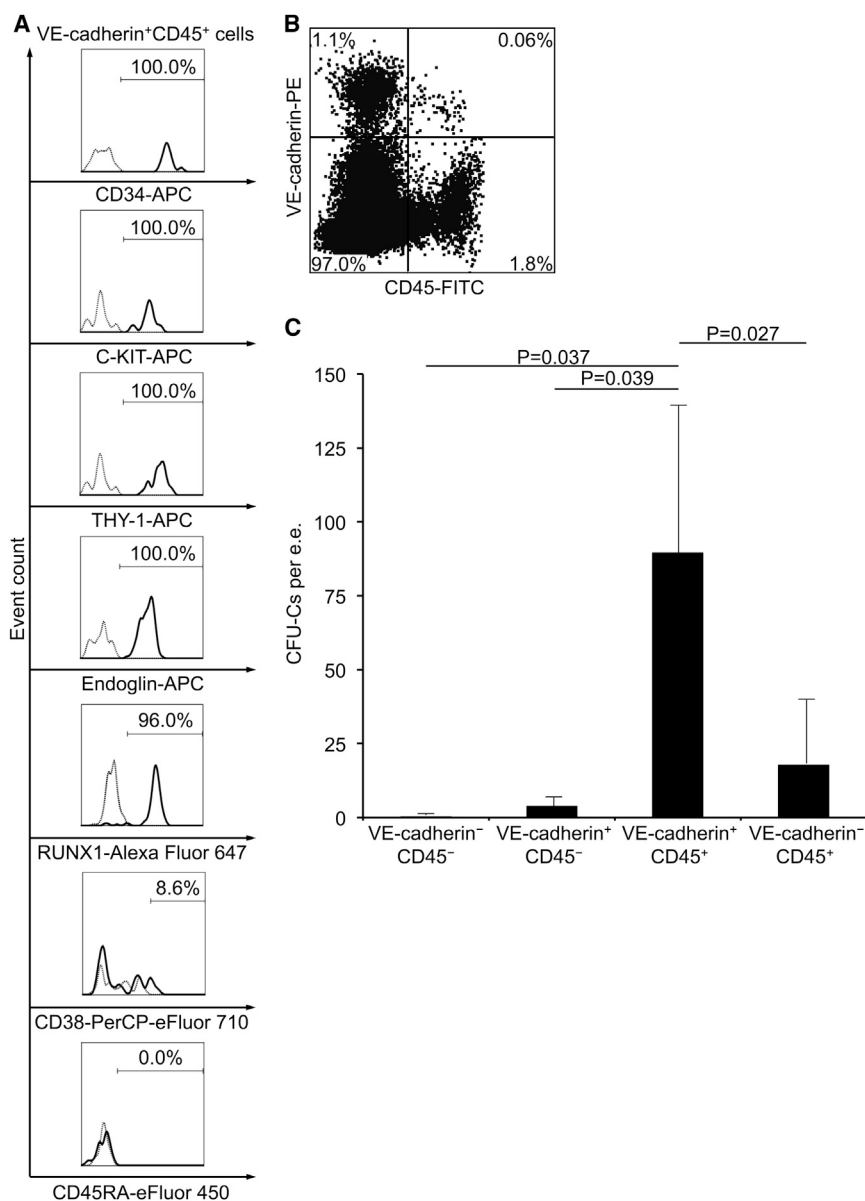 A
VE-cadherin⁺CD45⁺ cells
100.0%
CD34-APC
100.0%
C-KIT-APC
100.0%
THY-1-APC
100.0%
Endoglin-APC
96.0%
RUNX1-Alexa Fluor 647
8.6%
CD38-PerCP-eFluor 710
0.0%
CD45RA-eFluor 450
Event count
B
1.1%
0.06%
97.0%
1.8%
VE-cadherin-PE
CD45-FITC
C
P=0.027
P=0.037
P=0.039
150
125
100
75
50
25
0
CFU-Cs per e.e.
VE-cadherin⁻ VE-cadherin⁺ VE-cadherin⁺ VE-cadherin⁻
CD45⁻ CD45⁻ CD45⁺ CD45⁺